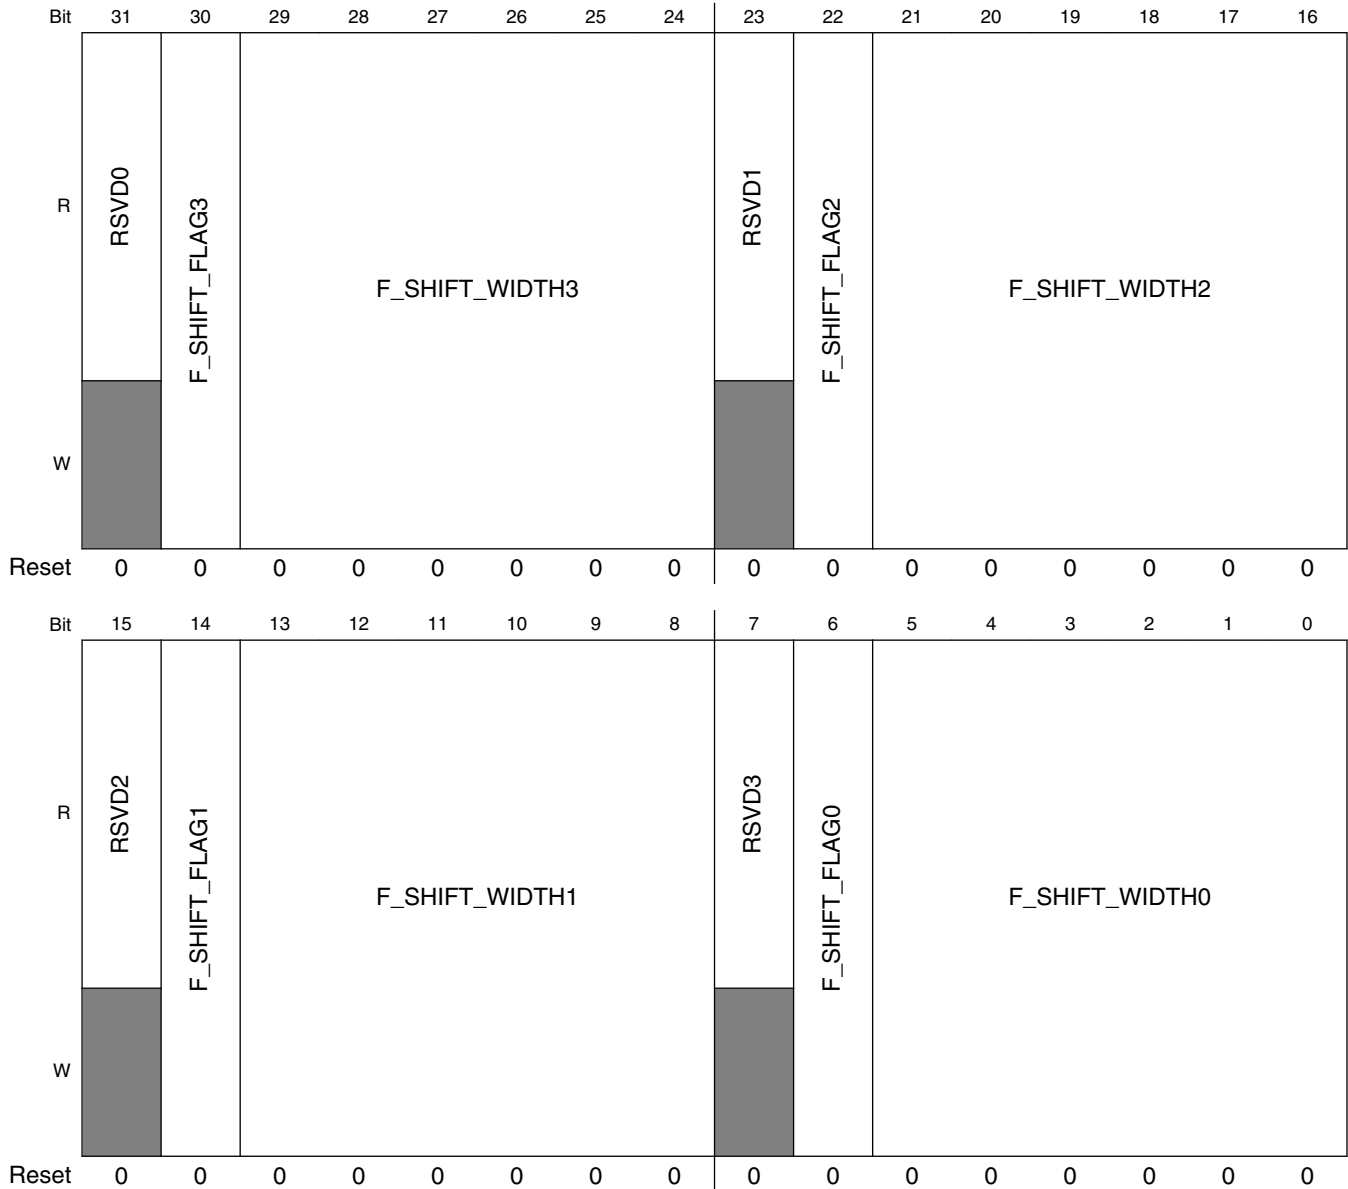 Bit 31 30 29 28 27 26 25 24 23 22 21 20 19 18 17 16
R RSVD0 F_SHIFT_FLAG3 F_SHIFT_WIDTH3 RSVD1 F_SHIFT_FLAG2 F_SHIFT_WIDTH2
W
Reset 0 0 0 0 0 0 0 0 0 0 0 0 0 0 0 0
Bit 15 14 13 12 11 10 9 8 7 6 5 4 3 2 1 0
R RSVD2 F_SHIFT_FLAG1 F_SHIFT_WIDTH1 RSVD3 F_SHIFT_FLAG0 F_SHIFT_WIDTH0
W
Reset 0 0 0 0 0 0 0 0 0 0 0 0 0 0 0 0